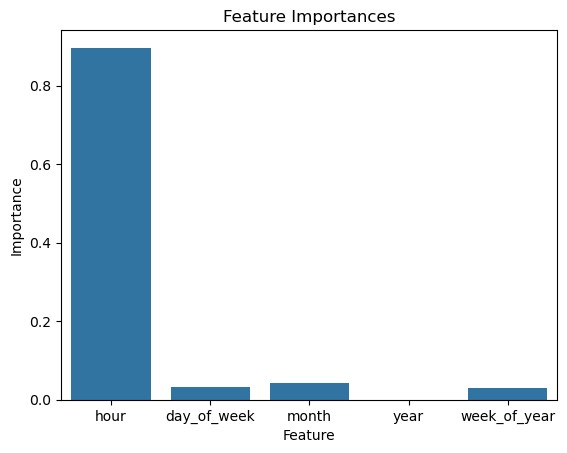 Feature Importances
Importance
0.8
0.6
0.4
0.2
0.0
hour day_of_week month year week_of_year
Feature